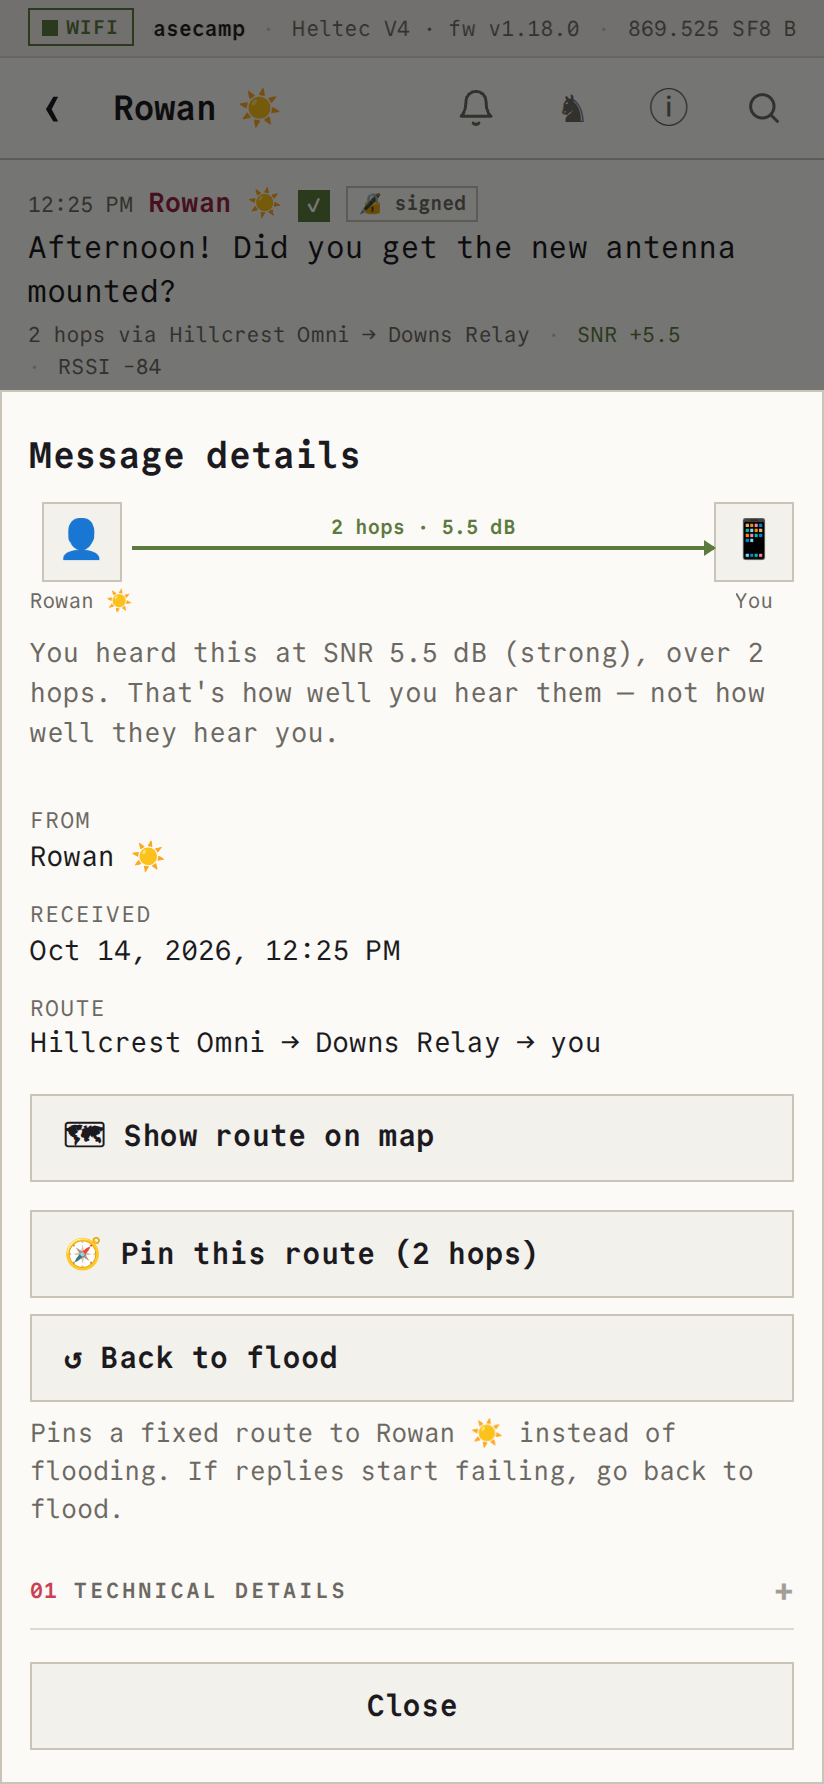 WIFI asecamp · Heltec V4 · fw v1.18.0 · 869.525 SF8 B
Rowan ☀️
12:25 PM Rowan ☀️ ✓ signed
Afternoon! Did you get the new antenna
mounted?
2 hops via Hillcrest Omni → Downs Relay · SNR +5.5
· RSSI −84
Message details
2 hops · 5.5 dB
Rowan ☀️ You
You heard this at SNR 5.5 dB (strong), over 2
hops. That's how well you hear them — not how
well they hear you.
FROM
Rowan ☀️
RECEIVED
Oct 14, 2026, 12:25 PM
ROUTE
Hillcrest Omni → Downs Relay → you
🗺 Show route on map
🧭 Pin this route (2 hops)
↺ Back to flood
Pins a fixed route to Rowan ☀️ instead of
flooding. If replies start failing, go back to
flood.
01 TECHNICAL DETAILS +
Close